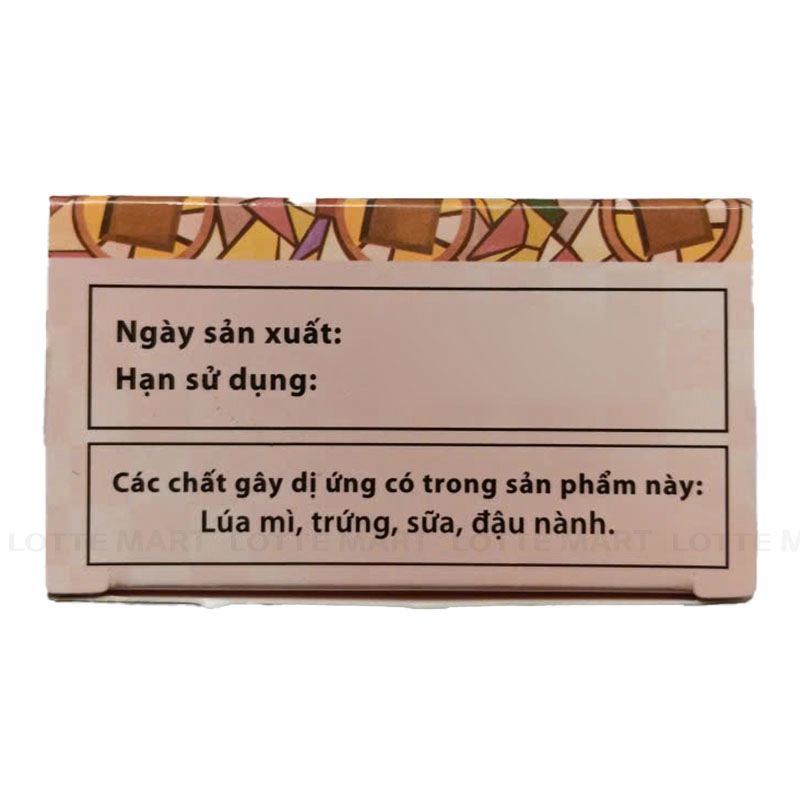 Ngày sản xuất:
Hạn sử dụng:
Các chất gây dị ứng có trong sản phẩm này:
Lúa mì, trứng, sữa, đậu nành.
LOTTE MART LOTTE MART LOTTE MART LOTTE M